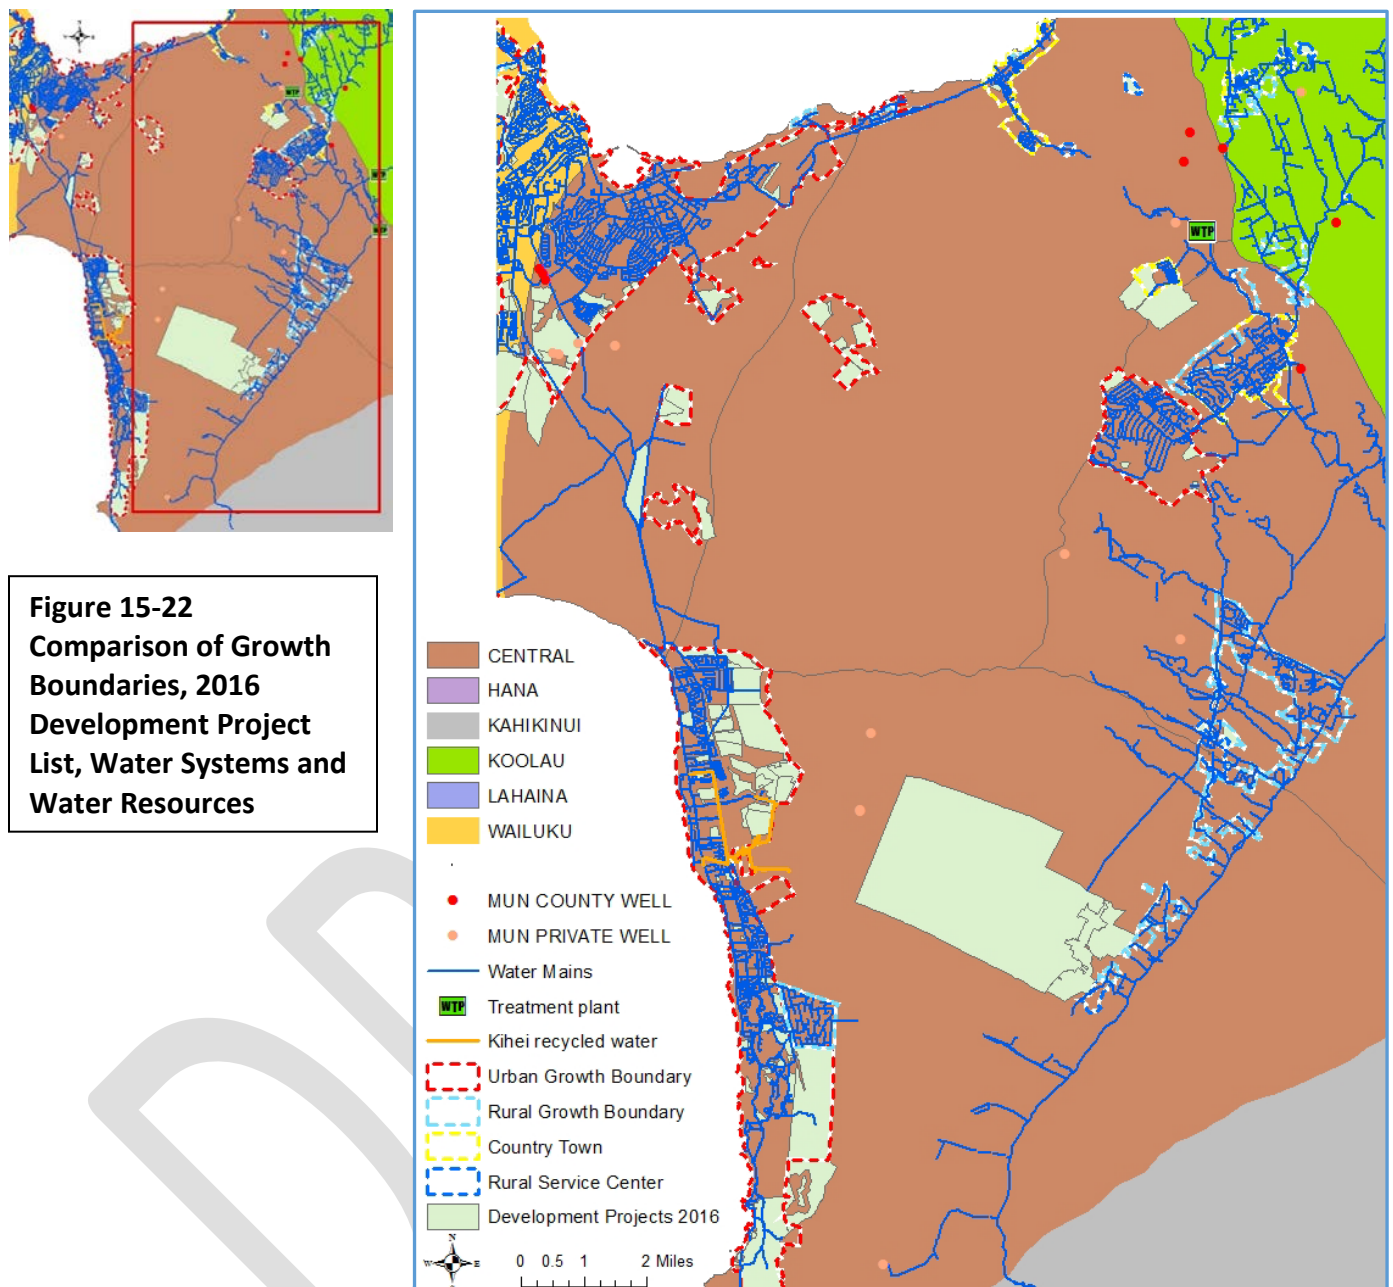 WTP
WTP
WTP
Figure 15-22
Comparison of Growth
Boundaries, 2016
Development Project
List, Water Systems and
Water Resources
WTP
CENTRAL
HANA
KAHIKINUI
KOOLAU
LAHAINA
WAILUKU
MUN COUNTY WELL
MUN PRIVATE WELL
Water Mains
WTP Treatment plant
Kihei recycled water
Urban Growth Boundary
Rural Growth Boundary
Country Town
Rural Service Center
Development Projects 2016
N
W E
0 0.5 1 2 Miles